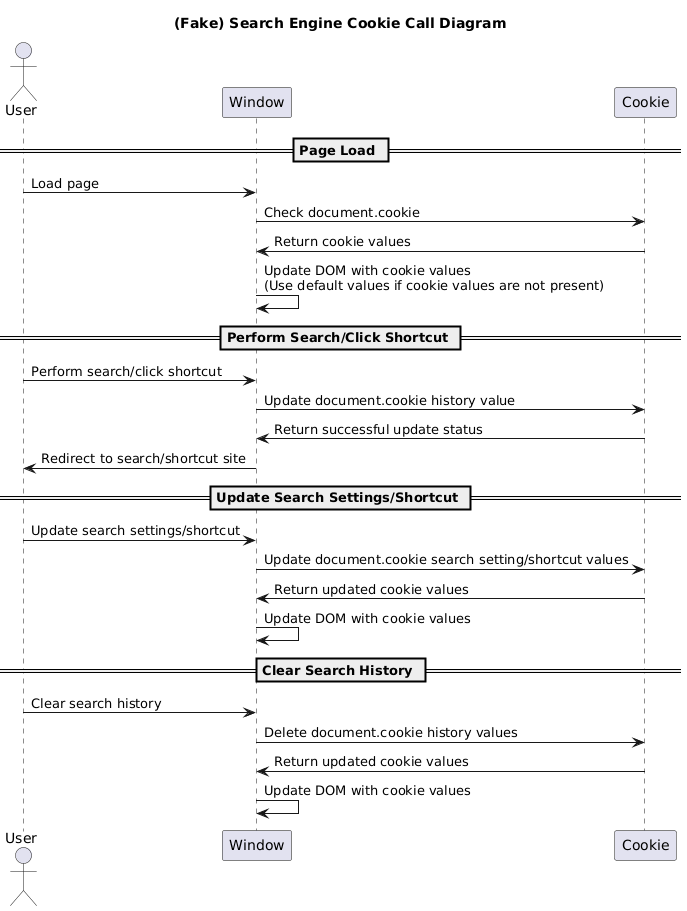 (Fake) Search Engine Cookie Call Diagram
User
Window
Cookie
Page Load
Load page
Check document.cookie
Return cookie values
Update DOM with cookie values
(Use default values if cookie values are not present)
Perform Search/Click Shortcut
Perform search/click shortcut
Update document.cookie history value
Return successful update status
Redirect to search/shortcut site
Update Search Settings/Shortcut
Update search settings/shortcut
Update document.cookie search setting/shortcut values
Return updated cookie values
Update DOM with cookie values
Clear Search History
Clear search history
Delete document.cookie history values
Return updated cookie values
Update DOM with cookie values
User
Window
Cookie